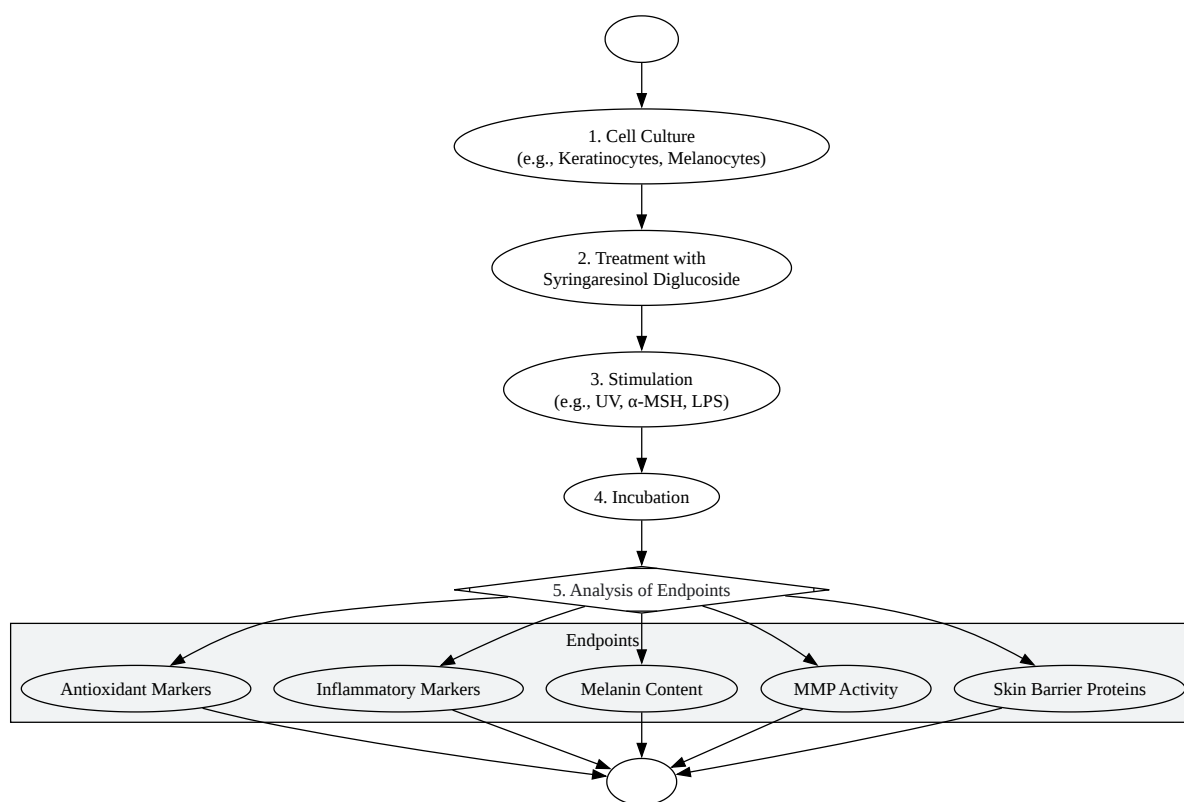 1. Cell Culture
(e.g., Keratinocytes, Melanocytes)
2. Treatment with
Syringaresinol Diglucoside
3. Stimulation
(e.g., UV, α-MSH, LPS)
4. Incubation
5. Analysis of Endpoints
Endpoints
Antioxidant Markers
Inflammatory Markers
Melanin Content
MMP Activity
Skin Barrier Proteins